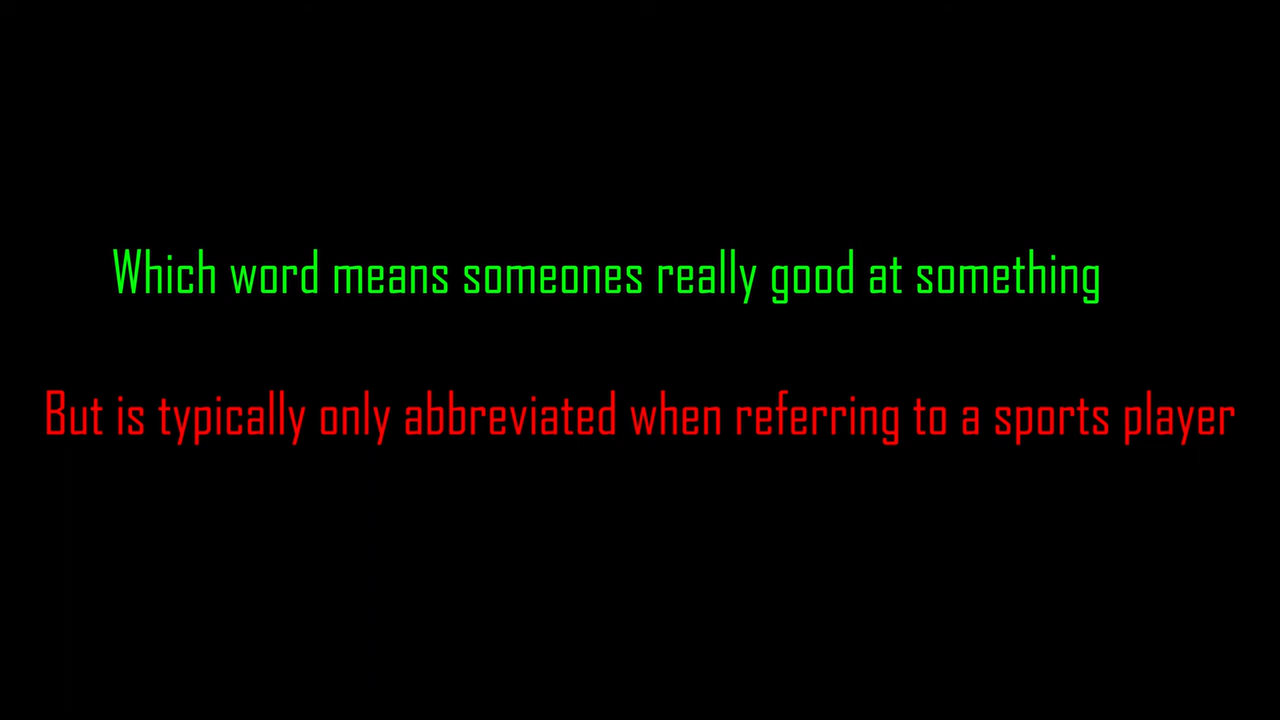 Which word means someones really good at something
But is typically only abbreviated when referring to a sports player